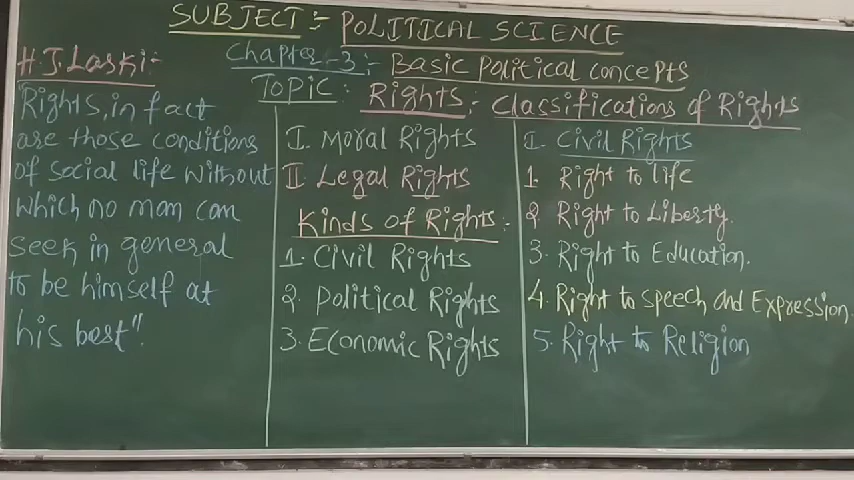 SUBJECT :- POLITICAL SCIENCE
Chapter-3 :- Basic Political concepts
Topic : Rights : Classifications of Rights
H.J.Laski:-
"Rights, in fact
are those conditions
of social life without
which no man can
seek in general
to be himself at
his best".
I. Moral Rights
II Legal Rights
Kinds of Rights:
1. Civil Rights
2. Political Rights
3. Economic Rights
I. Civil Rights
1. Right to life
2. Right to Liberty.
3. Right to Education.
4. Right to speech and Expression.
5. Right to Religion